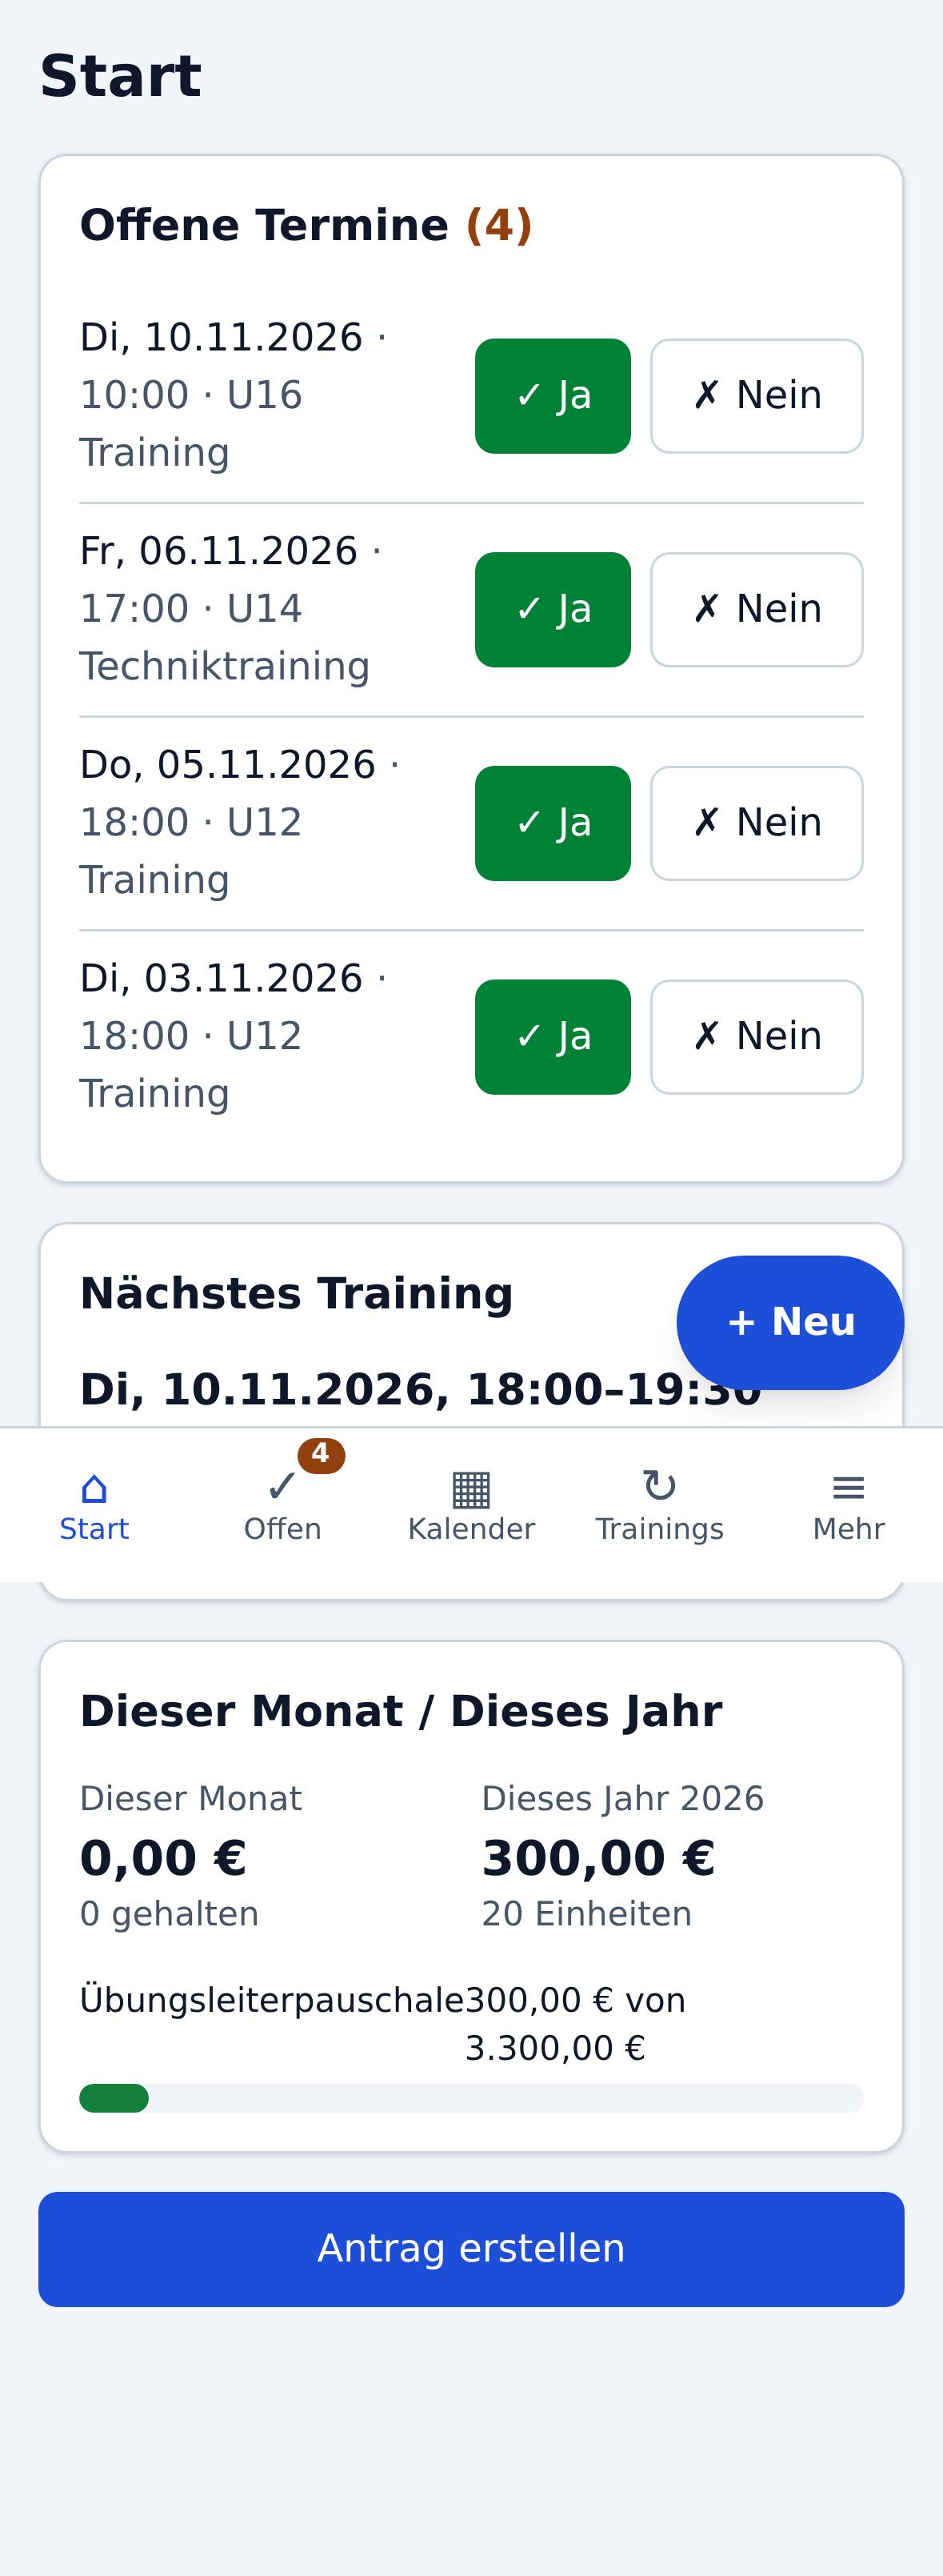 Start
Offene Termine (4)
Di, 10.11.2026 ·
10:00 · U16
Training
✓ Ja
✗ Nein
Fr, 06.11.2026 ·
17:00 · U14
Techniktraining
✓ Ja
✗ Nein
Do, 05.11.2026 ·
18:00 · U12
Training
✓ Ja
✗ Nein
Di, 03.11.2026 ·
18:00 · U12
Training
✓ Ja
✗ Nein
Nächstes Training
+ Neu
Di, 10.11.2026, 18:00–19:30
4
Start
Offen
Kalender
Trainings
Mehr
Dieser Monat / Dieses Jahr
Dieser Monat
0,00 €
0 gehalten
Dieses Jahr 2026
300,00 €
20 Einheiten
Übungsleiterpauschale
300,00 € von
3.300,00 €
Antrag erstellen